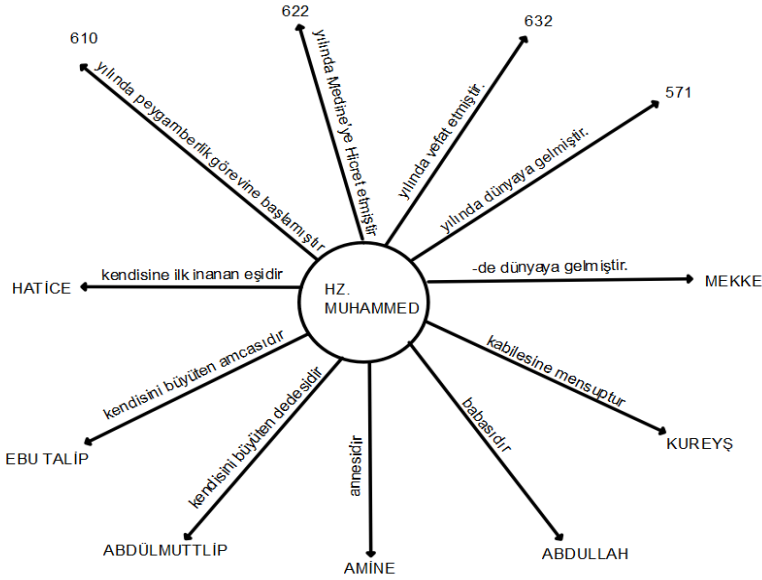 610
622
632
571
yılında peygamberlik görevine başlamıştır
yılında Medine'ye Hicret etmiştir
yılında vefat etmiştir.
yılında dünyaya gelmiştir.
HATİCE
kendisine ilk inanan eşidir
HZ.
MUHAMMED
-de dünyaya gelmiştir.
MEKKE
kendisini büyüten amcasıdır
EBU TALİP
kendisini büyüten dedesidir
ABDÜLMUTTLİP
annesidir
AMİNE
babasıdır
ABDULLAH
kabilesine mensuptur
KUREYŞ